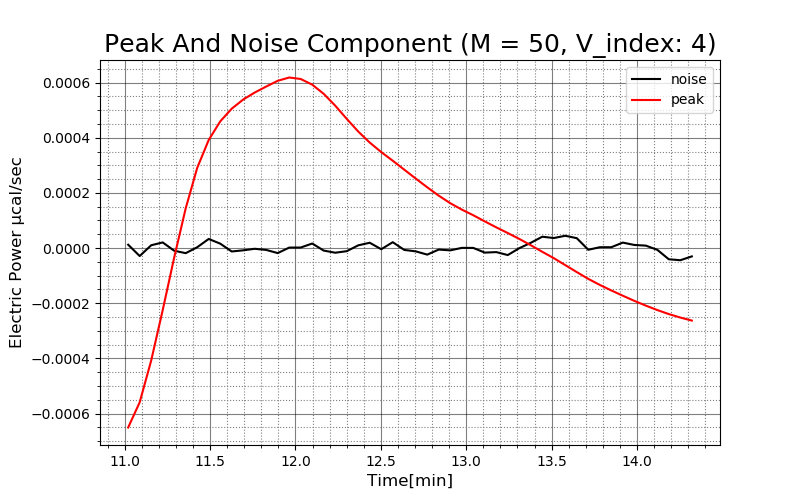 Peak And Noise Component (M = 50, V_index: 4)
noise
peak
Electric Power μcal/sec
0.0006
0.0004
0.0002
0.0000
−0.0002
−0.0004
−0.0006
11.0 11.5 12.0 12.5 13.0 13.5 14.0
Time[min]